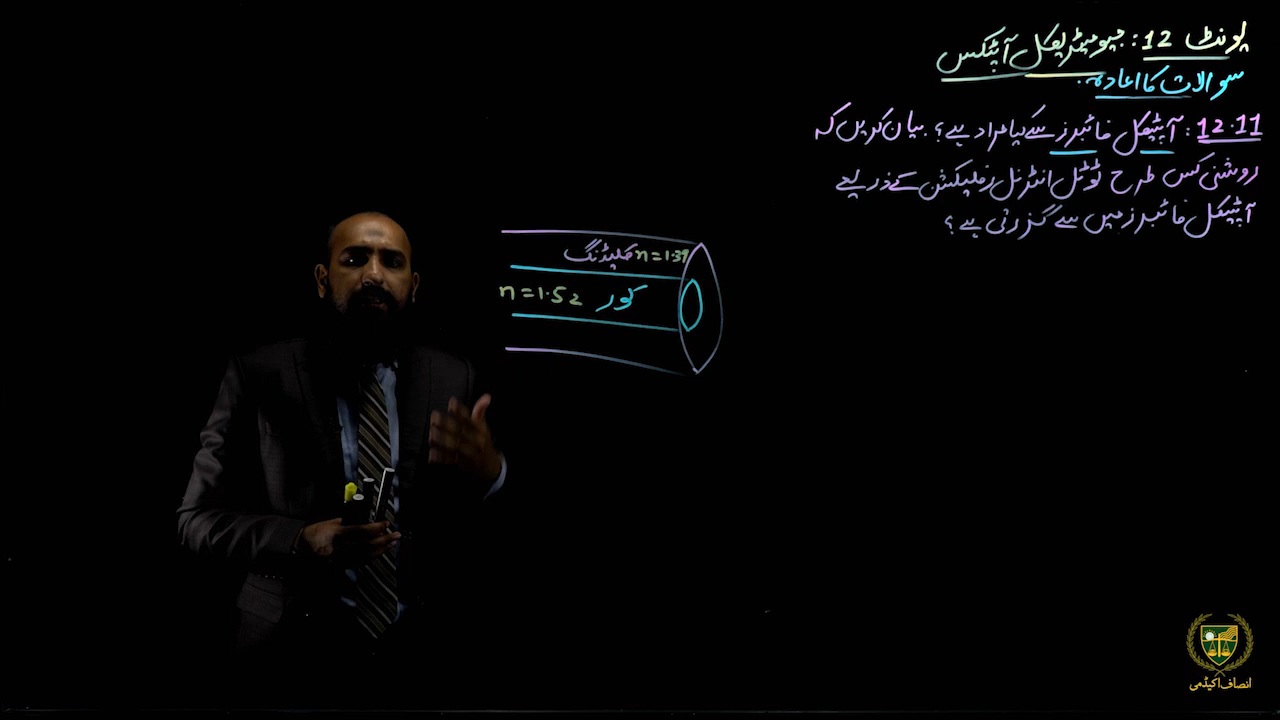 یونٹ 12: جیومیٹریکل آپٹکس
سوالات کا اعادہ:
12.11: آپٹیکل فائبرز سے کیا مراد ہے؟ بیان کریں کہ
روشنی کس طرح ٹوٹل انٹرنل رفلیکشن کے ذریعے
آپٹیکل فائبرز میں سے گزرتی ہے؟
کلیڈنگ n=1.39
n=1.52 کور
انصاف اکیڈمی